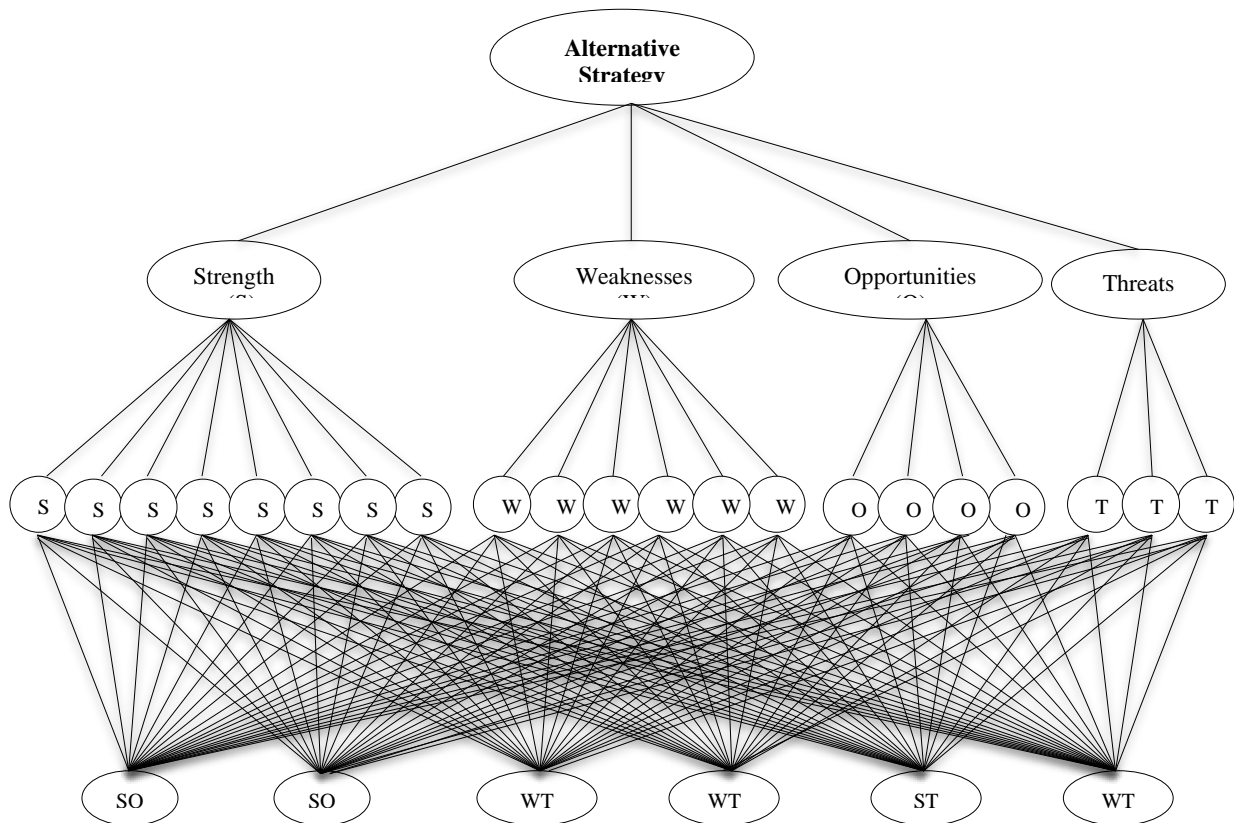 Alternative
Strategy
Strength
(S)
Weaknesses
(W)
Opportunities
(O)
Threats
S S S S S S S S W W W W W W O O O O T T T
SO SO WT WT ST WT